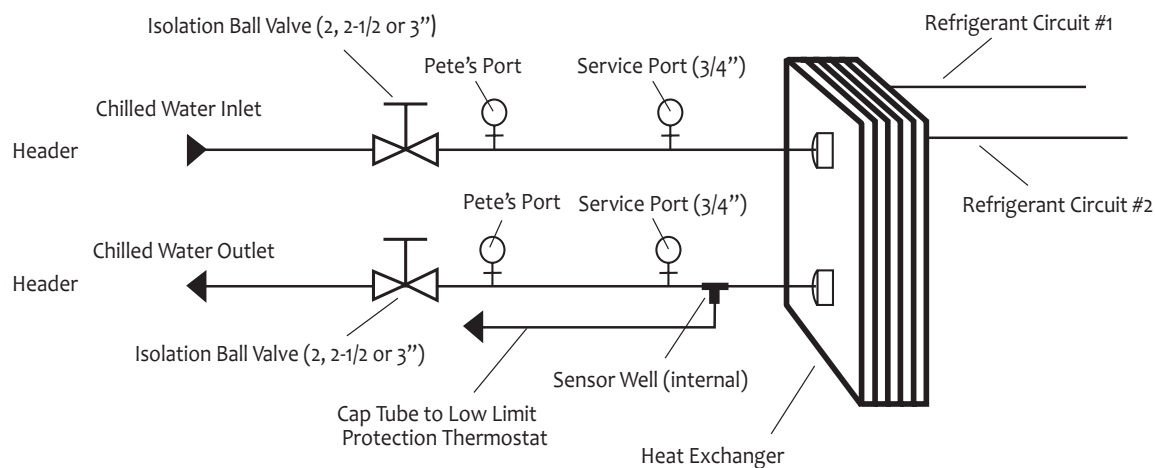 Isolation Ball Valve (2, 2-1/2 or 3”)
Refrigerant Circuit #1
Pete’s Port
Service Port (3/4”)
Chilled Water Inlet
Header
Pete’s Port
Service Port (3/4”)
Refrigerant Circuit #2
Chilled Water Outlet
Header
Isolation Ball Valve (2, 2-1/2 or 3”)
Sensor Well (internal)
Cap Tube to Low Limit
Protection Thermostat
Heat Exchanger